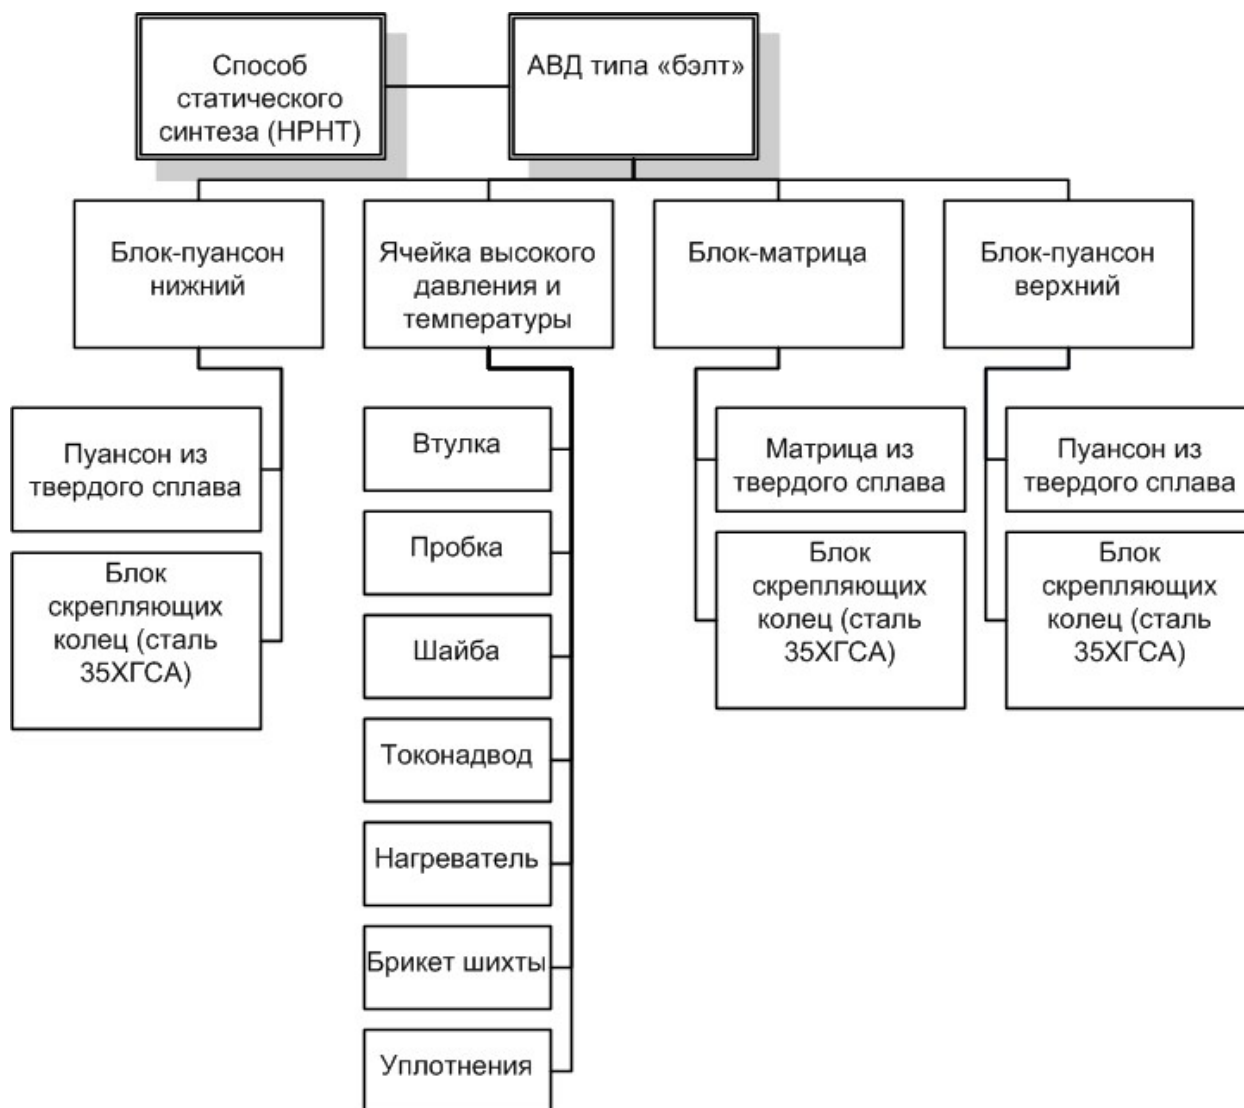 Способ
статического
синтеза (НРНТ)
АВД типа «бэлт»
Блок-пуансон
нижний
Ячейка высокого
давления и
температуры
Блок-матрица
Блок-пуансон
верхний
Пуансон из
твердого сплава
Блок
скрепляющих
колец (сталь
35ХГСА)
Втулка
Пробка
Шайба
Токонадвод
Нагреватель
Брикет шихты
Уплотнения
Матрица из
твердого сплава
Блок
скрепляющих
колец (сталь
35ХГСА)
Пуансон из
твердого сплава
Блок
скрепляющих
колец (сталь
35ХГСА)